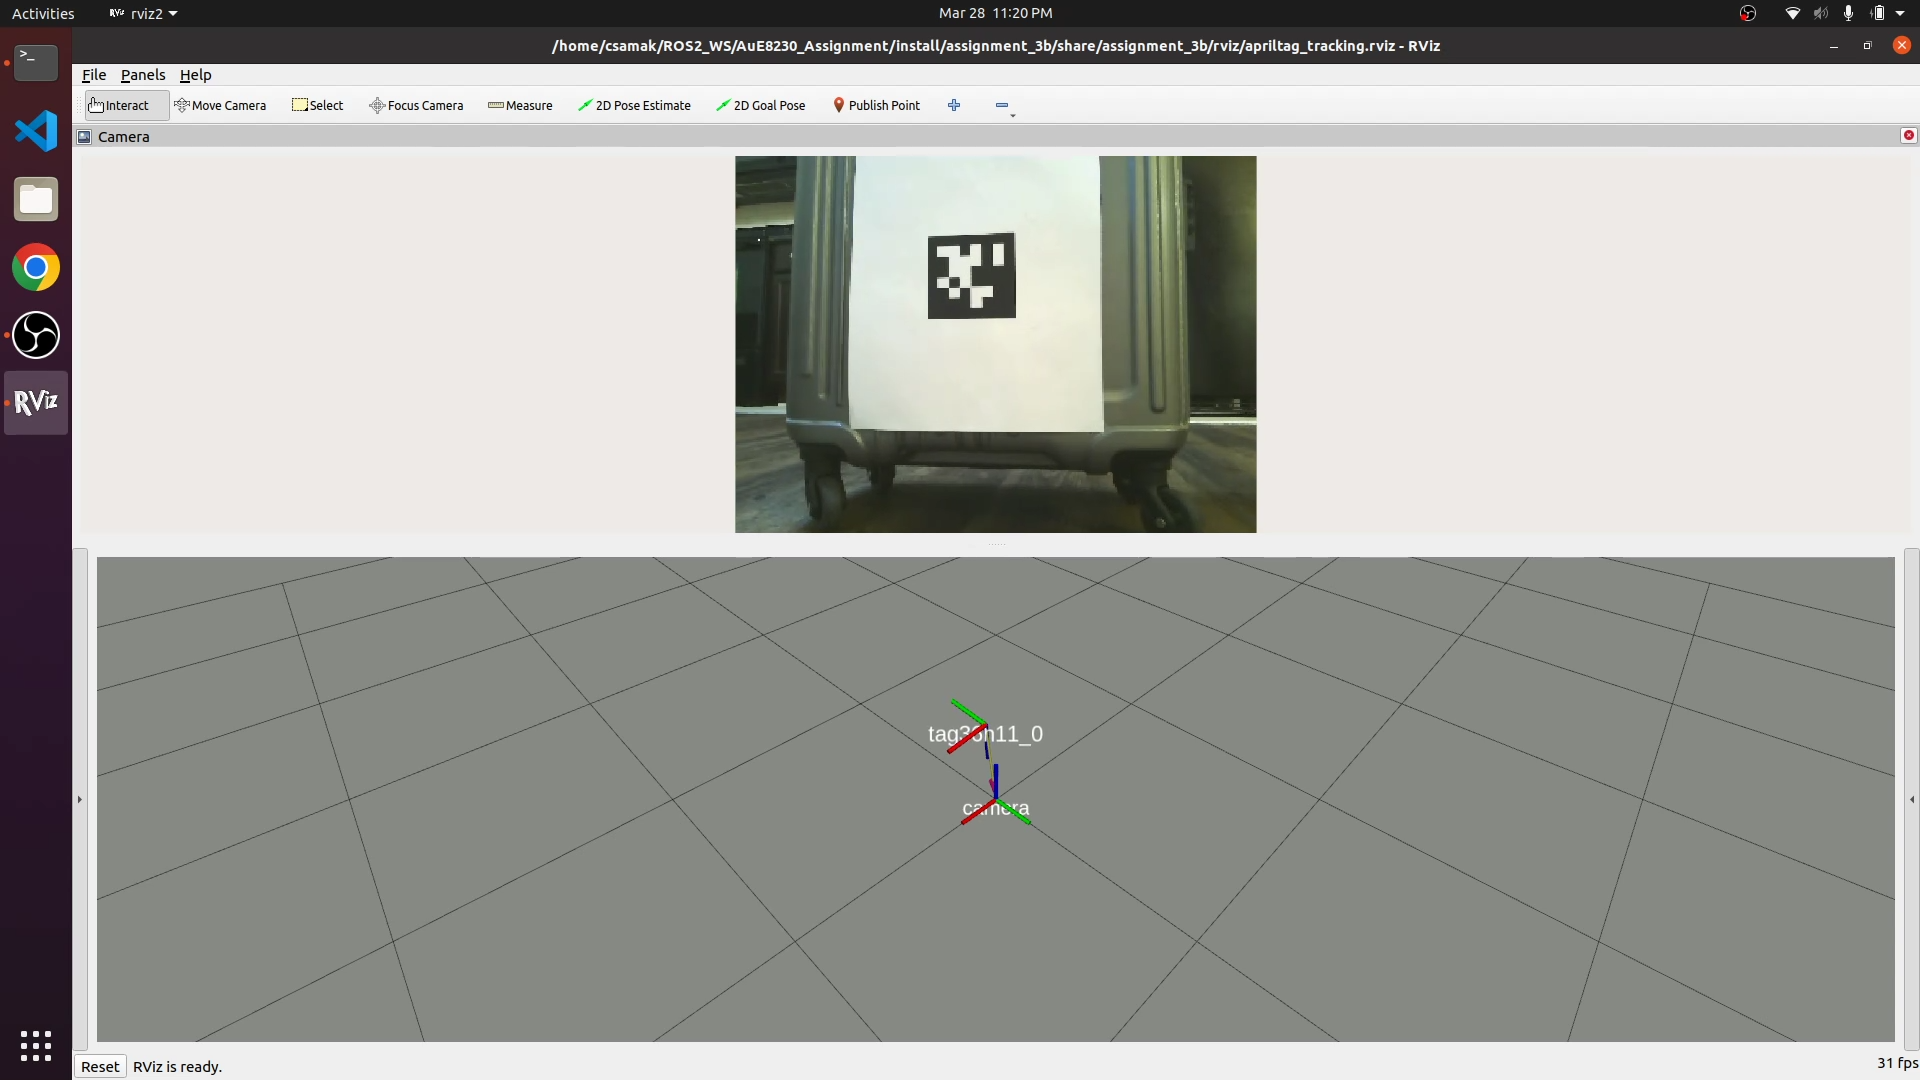 Activities
RViz rviz2
Mar 28 11:20 PM
/home/csamak/ROS2_WS/AuE8230_Assignment/install/assignment_3b/share/assignment_3b/rviz/apriltag_tracking.rviz - RViz
File Panels Help
Interact Move Camera Select Focus Camera Measure 2D Pose Estimate 2D Goal Pose Publish Point
Camera
>_
RViz
tag36h11_0
camera
Reset RViz is ready.
31 fps